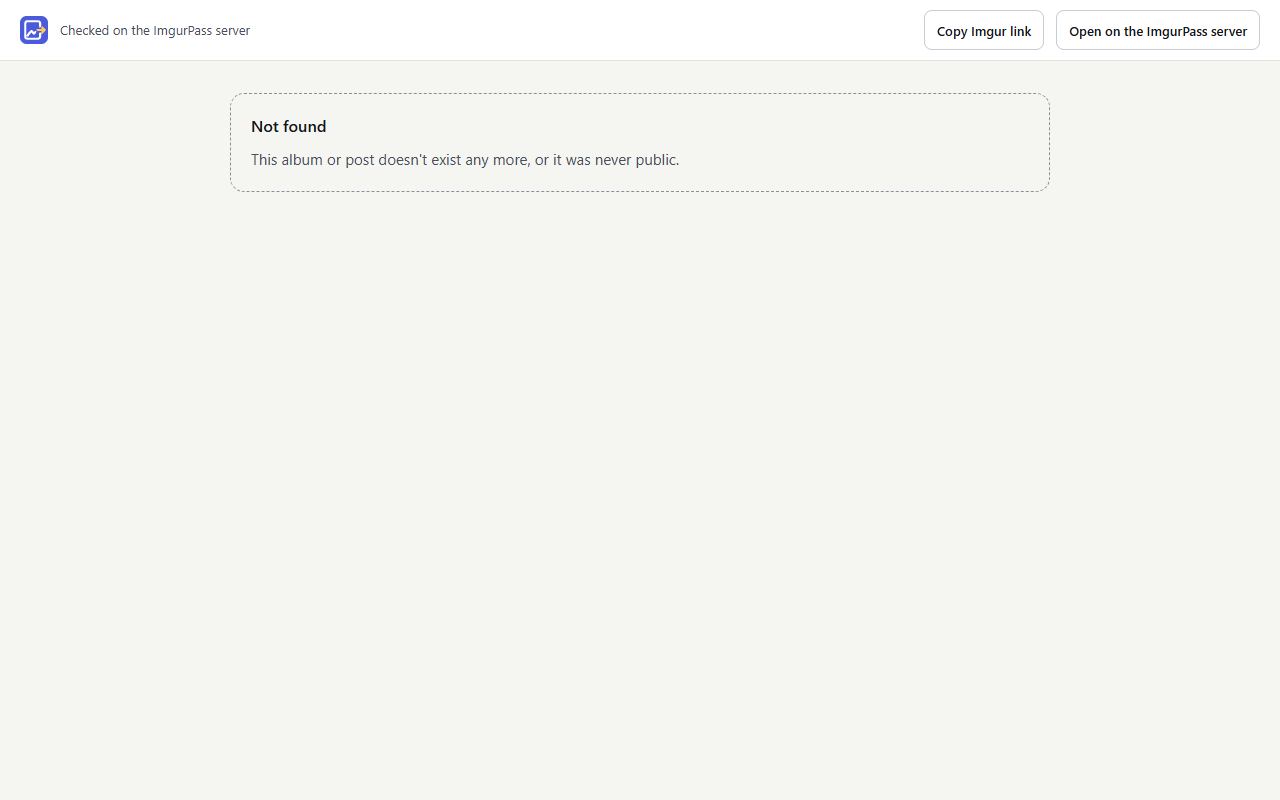 Checked on the ImgurPass server
Copy Imgur link
Open on the ImgurPass server
Not found
This album or post doesn't exist any more, or it was never public.